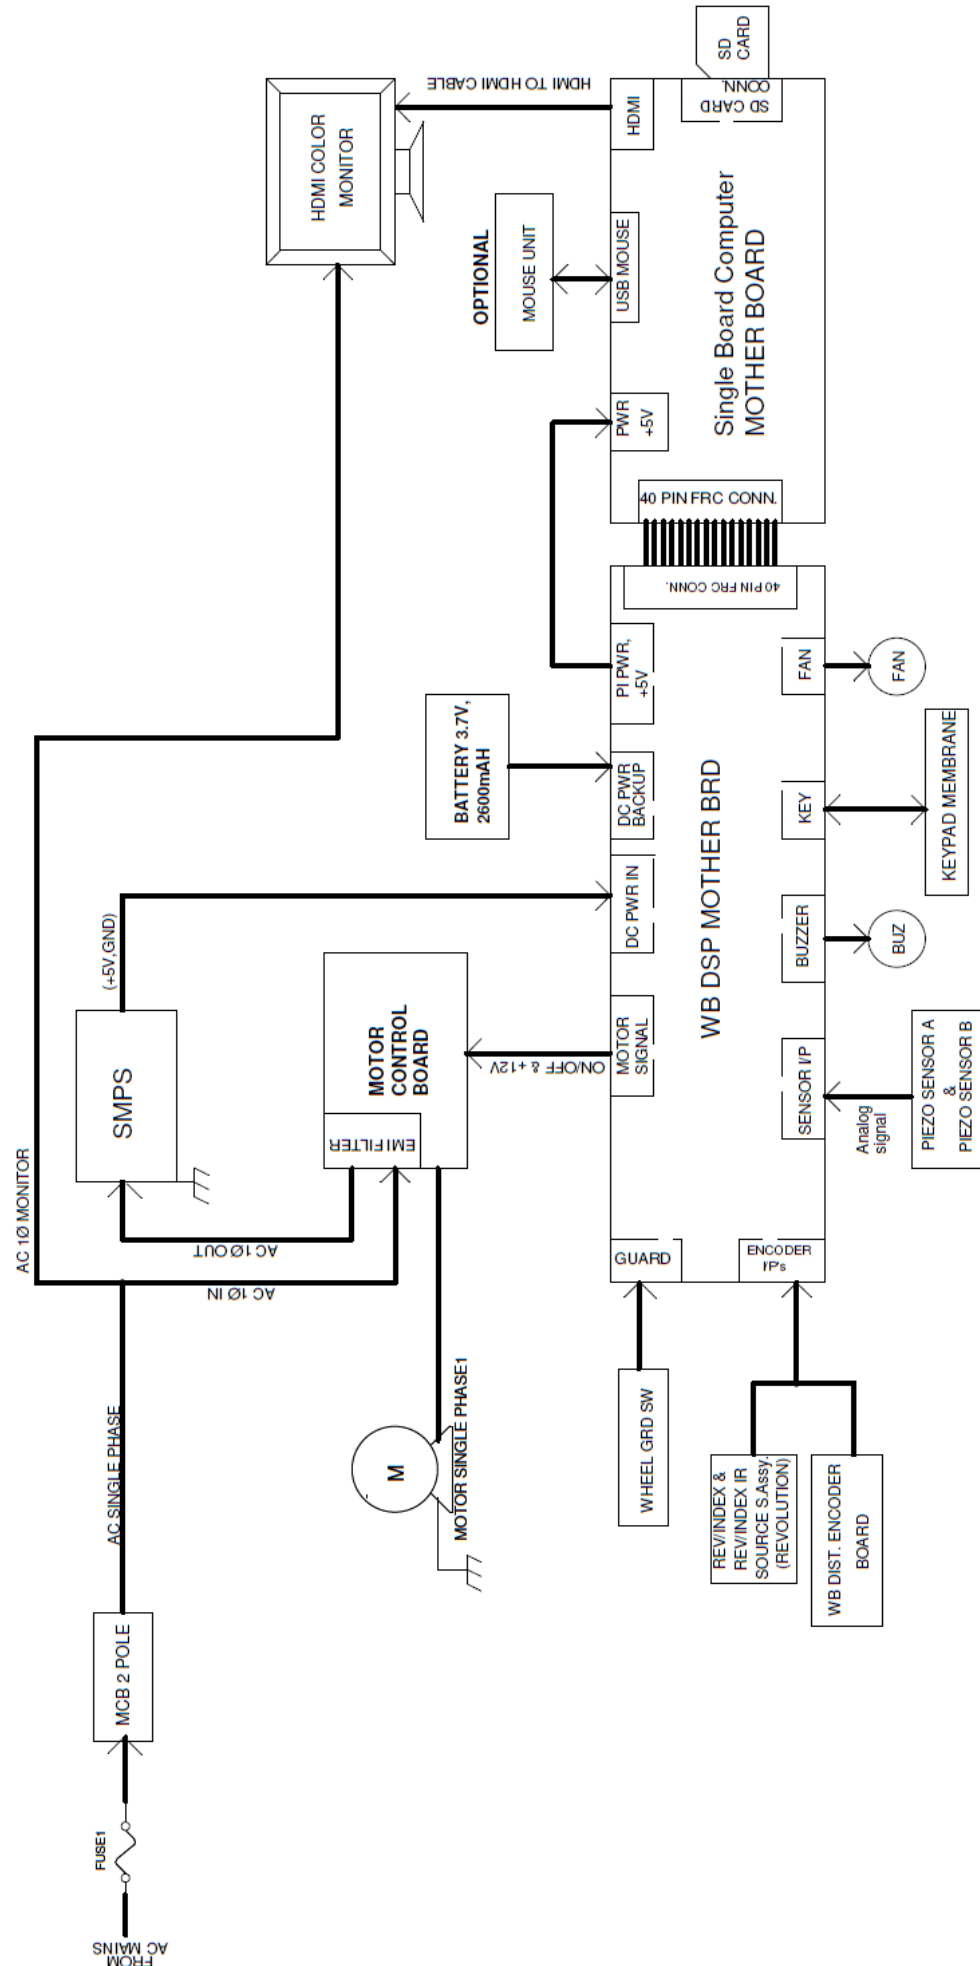 FROM
AC MAINS
FUSE1
MCB 2 POLE
AC SINGLE PHASE
AC 1Ø MONITOR
AC 1Ø IN
AC 1Ø OUT
SMPS
(+5V,GND)
HDMI COLOR
MONITOR
HDMI TO HDMI CABLE
M
MOTOR SINGLE PHASE1
EMI FILTER
MOTOR
CONTROL
BOARD
ON/OFF & +12V
BATTERY 3.7V,
2600mAH
OPTIONAL
MOUSE UNIT
WHEEL GRD SW
GUARD
MOTOR
SIGNAL
DC PWR IN
DC PWR
BACKUP
PI PWR,
+5V
WB DSP MOTHER BRD
40 PIN FRC CONN.
40 PIN FRC CONN.
PWR
+5V
USB MOUSE
HDMI
SD CARD
CONN.
SD
CARD
Single Board Computer
MOTHER BOARD
ENCODER
I/P's
SENSOR I/P
BUZZER
KEY
FAN
REV/INDEX &
REV/INDEX IR
SOURCE S.Assy.
(REVOLUTION)
WB DIST. ENCODER
BOARD
Analog
signal
PIEZO SENSOR A
&
PIEZO SENSOR B
BUZ
KEYPAD MEMBRANE
FAN